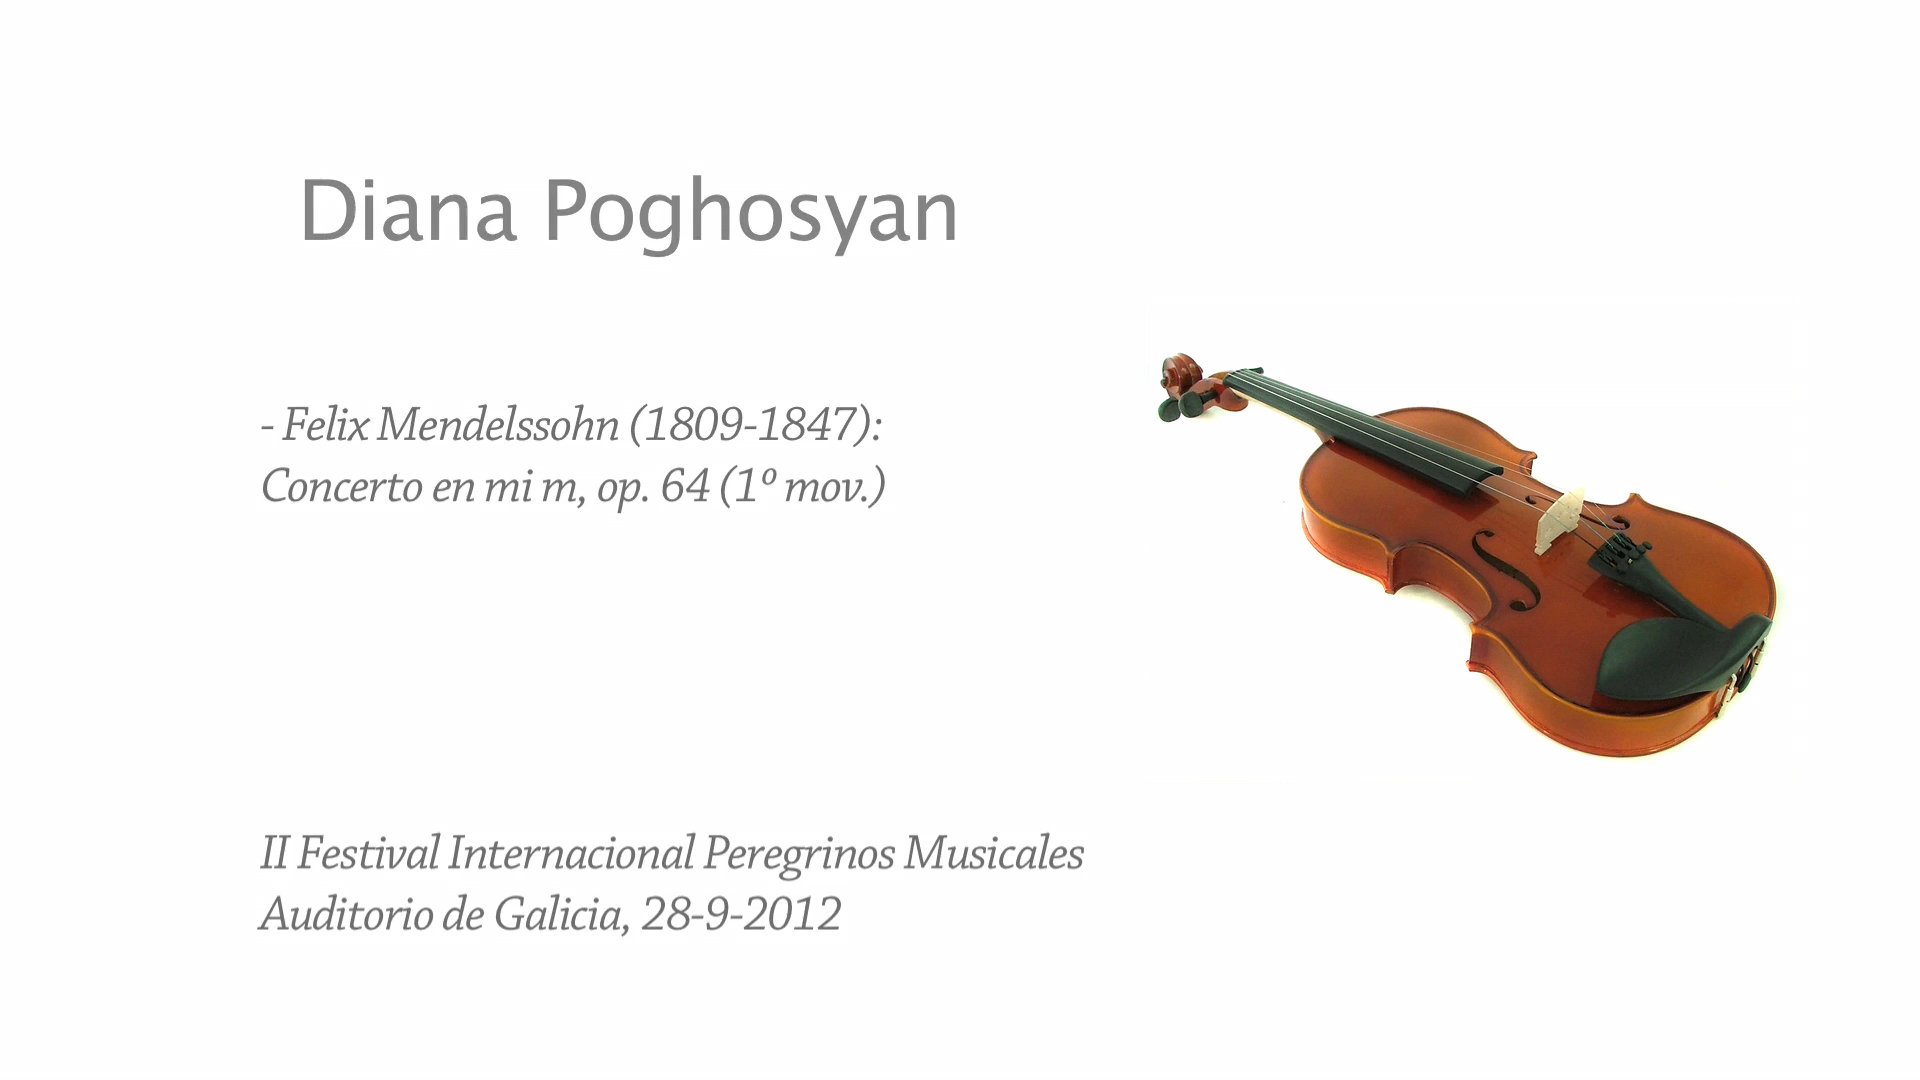 Diana Poghosyan
- Felix Mendelssohn (1809-1847):
Concerto en mi m, op. 64 (1º mov.)
II Festival Internacional Peregrinos Musicales
Auditorio de Galicia, 28-9-2012